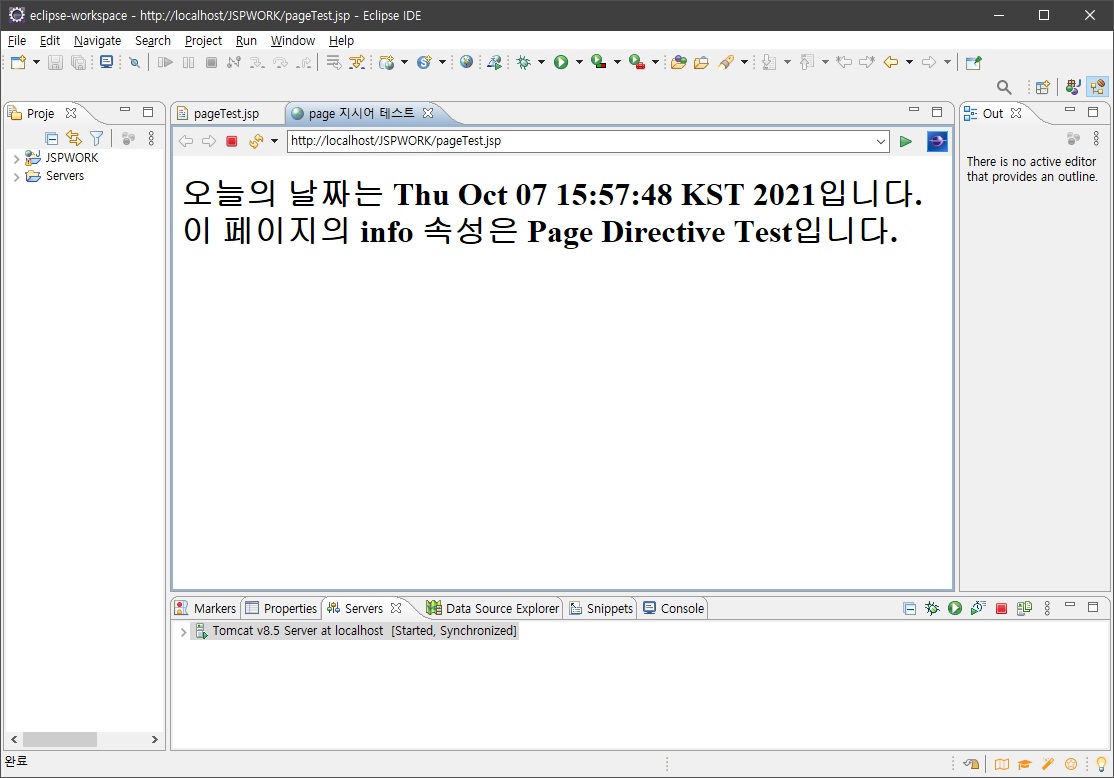 eclipse-workspace - http://localhost/JSPWORK/pageTest.jsp - Eclipse IDE
File Edit Navigate Search Project Run Window Help
Proje
JSPWORK
Servers
pageTest.jsp
page 지시어 테스트
http://localhost/JSPWORK/pageTest.jsp
오늘의 날짜는 Thu Oct 07 15:57:48 KST 2021입니다.
이 페이지의 info 속성은 Page Directive Test입니다.
Out
There is no active editor
that provides an outline.
Markers Properties Servers Data Source Explorer Snippets Console
Tomcat v8.5 Server at localhost [Started, Synchronized]
완료